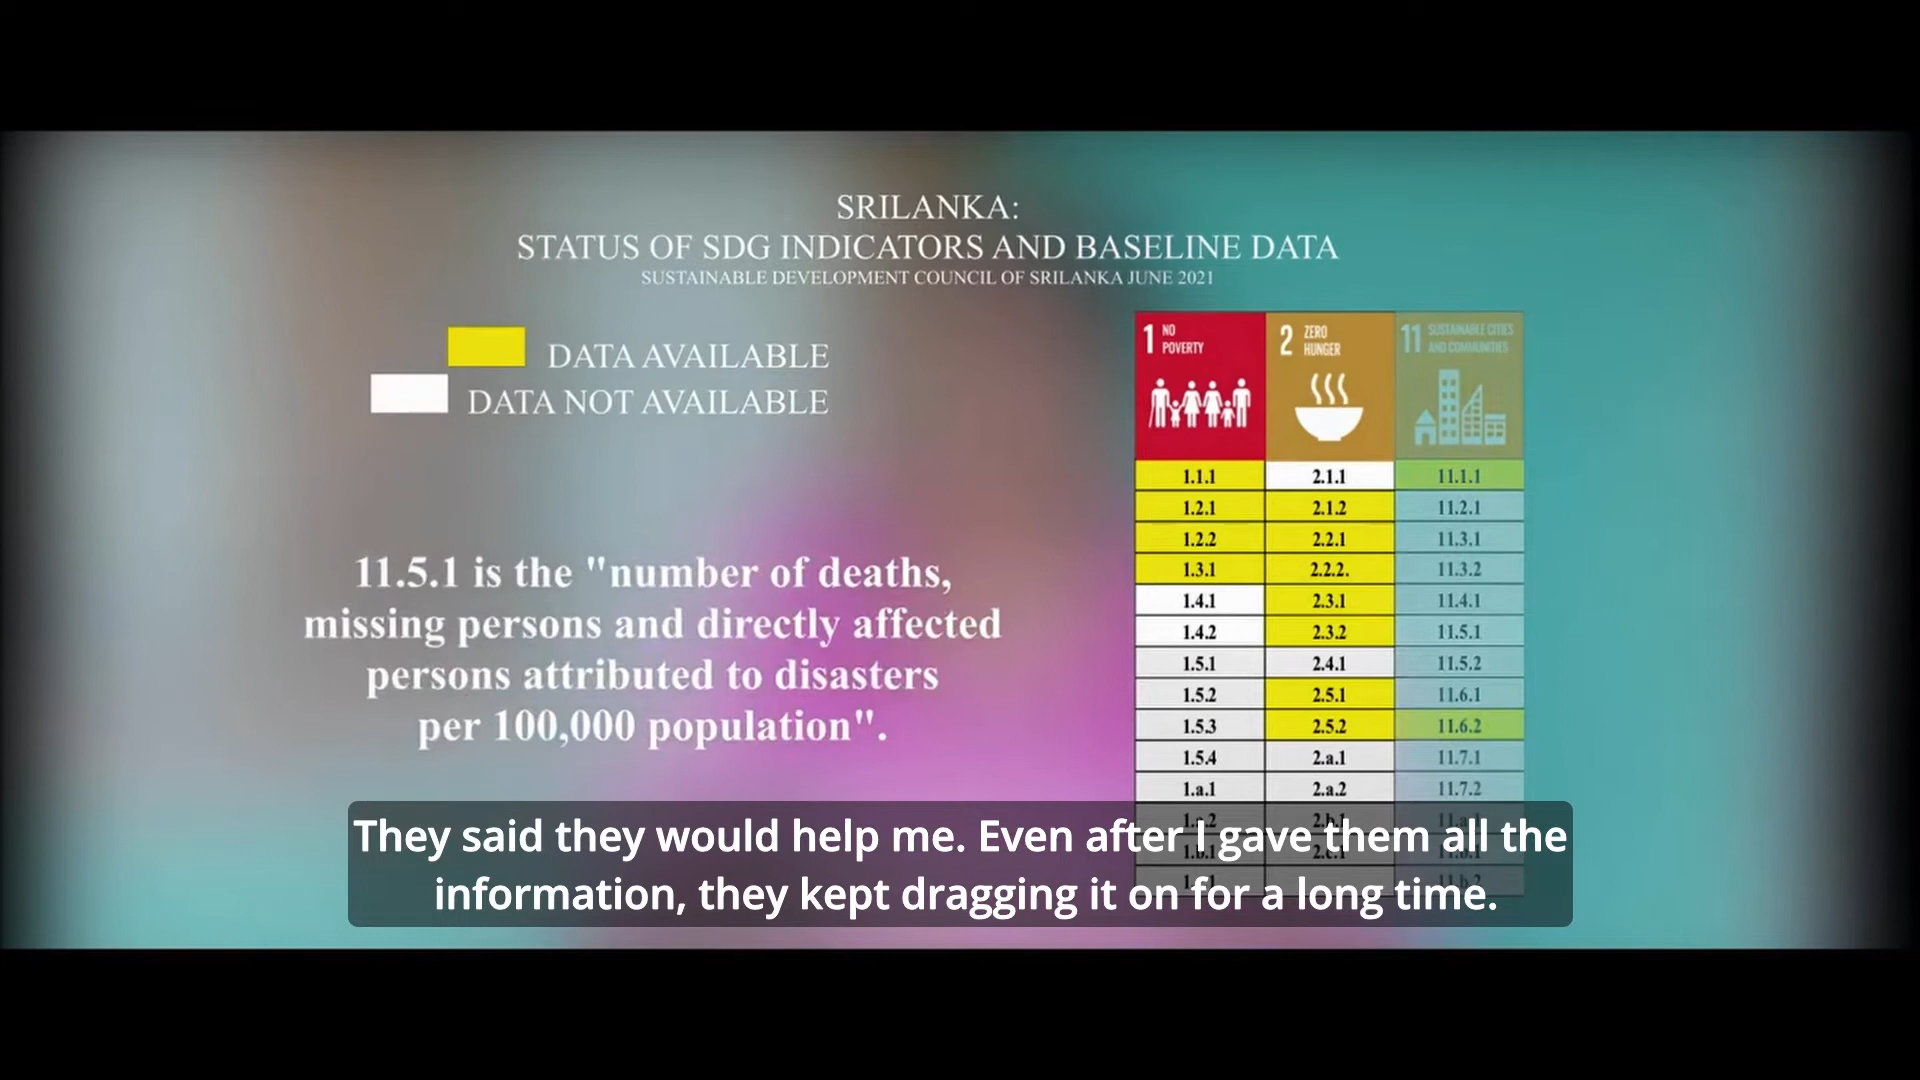 SRILANKA:
STATUS OF SDG INDICATORS AND BASELINE DATA
SUSTAINABLE DEVELOPMENT COUNCIL OF SRILANKA JUNE 2021
DATA AVAILABLE
DATA NOT AVAILABLE
11.5.1 is the "number of deaths,
missing persons and directly affected
persons attributed to disasters
per 100,000 population".
1 NO POVERTY 2 ZERO HUNGER 11 SUSTAINABLE CITIES AND COMMUNITIES
1.1.1 2.1.1 11.1.1
1.2.1 2.1.2 11.2.1
1.2.2 2.2.1 11.3.1
1.3.1 2.2.2. 11.3.2
1.4.1 2.3.1 11.4.1
1.4.2 2.3.2 11.5.1
1.5.1 2.4.1 11.5.2
1.5.2 2.5.1 11.6.1
1.5.3 2.5.2 11.6.2
1.5.4 2.a.1 11.7.1
1.a.1 2.a.2 11.7.2
They said they would help me. Even after I gave them all the
information, they kept dragging it on for a long time.